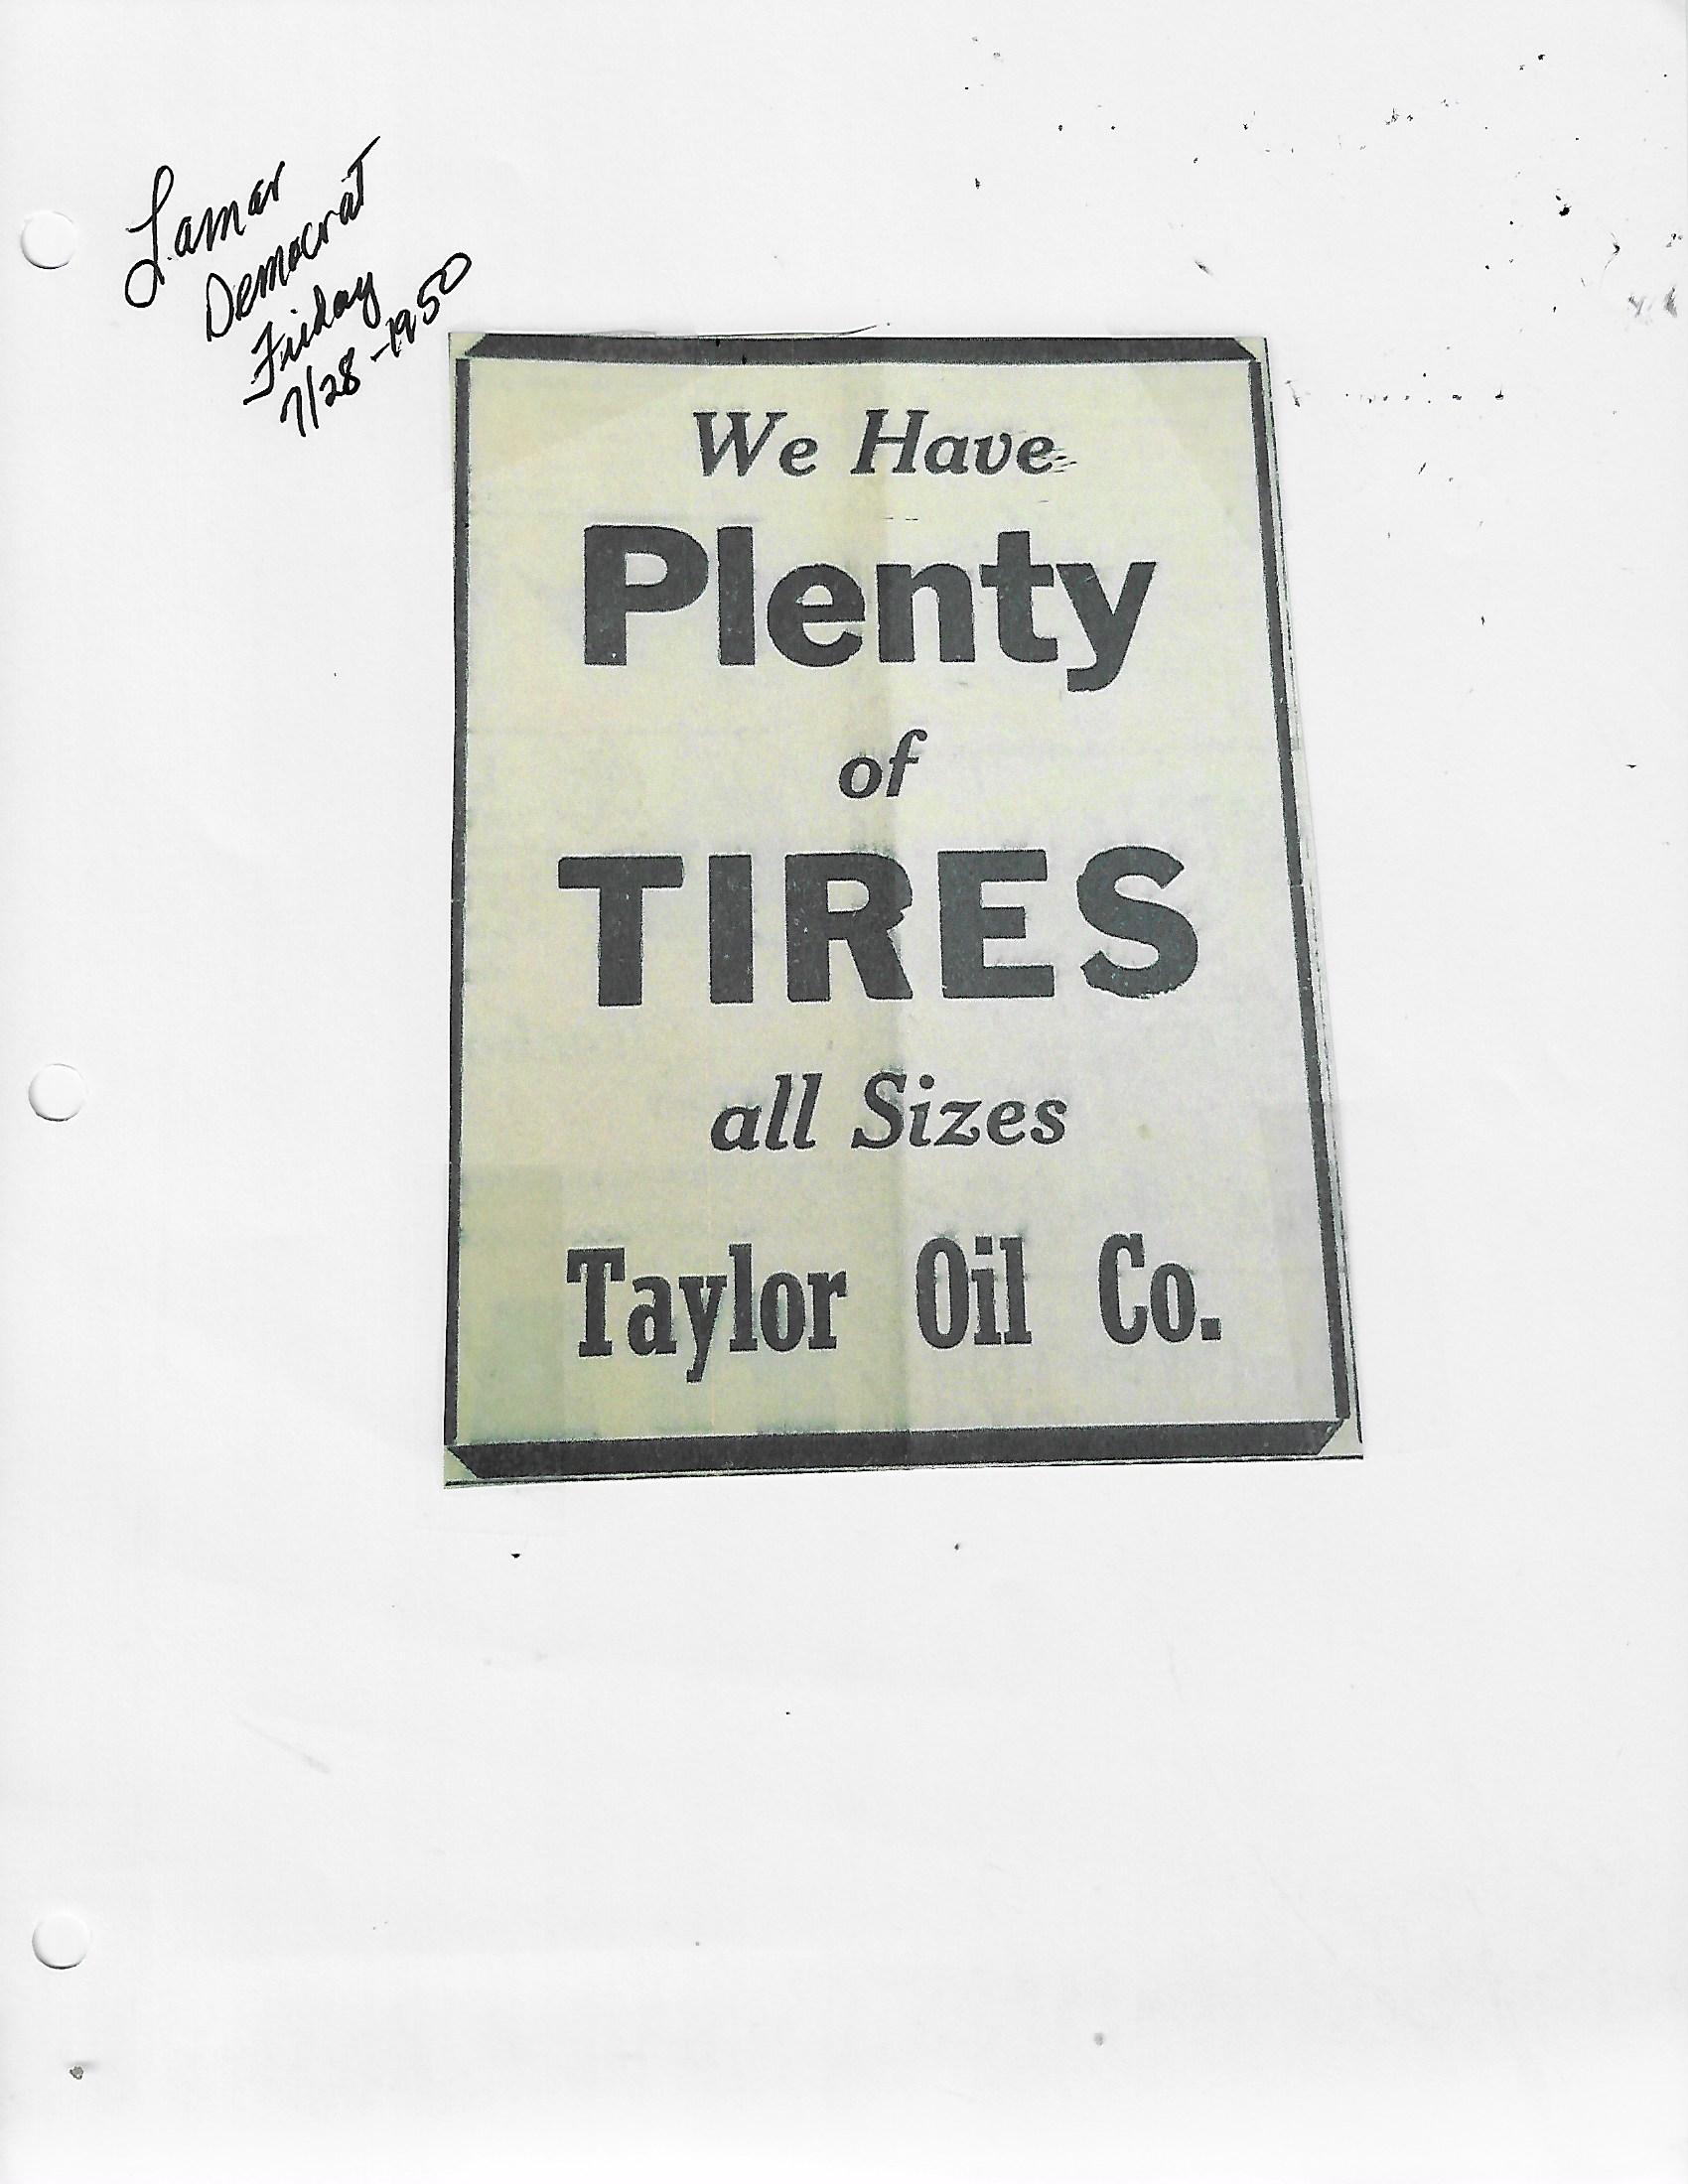 Lamar
Democrat
Friday
7/28-1950
We Have
Plenty
of
TIRES
all Sizes
Taylor Oil Co.